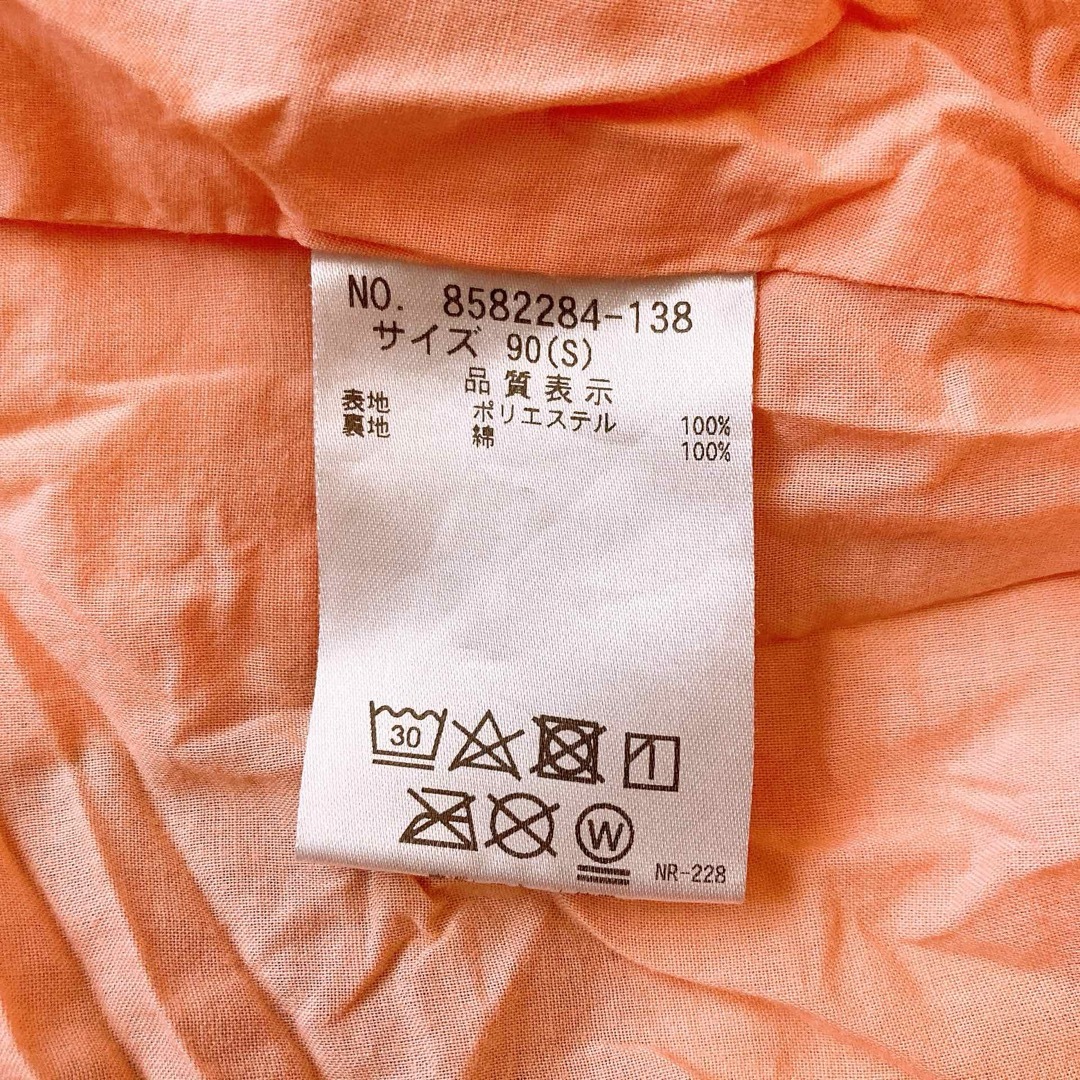 NO. 8582284-138
サイズ 90(S)
品質表示
表地 ポリエステル 100%
裏地 綿 100%
30
W
NR-228